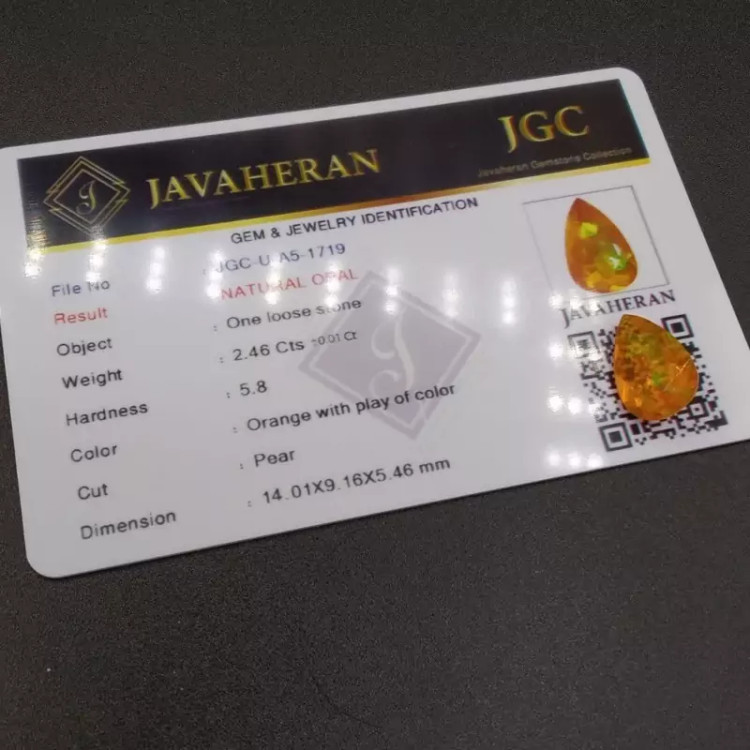 JAVAHERAN
JGC
Javaheran Gemstone Collection
GEM & JEWELRY IDENTIFICATION
File No : JGC-U-A5-1719
Result : NATURAL OPAL
Object : One loose stone
Weight : 2.46 Cts ±0.01 Ct
Hardness : 5.8
Color : Orange with play of color
Cut : Pear
Dimension : 14.01X9.16X5.46 mm
JAVAHERAN